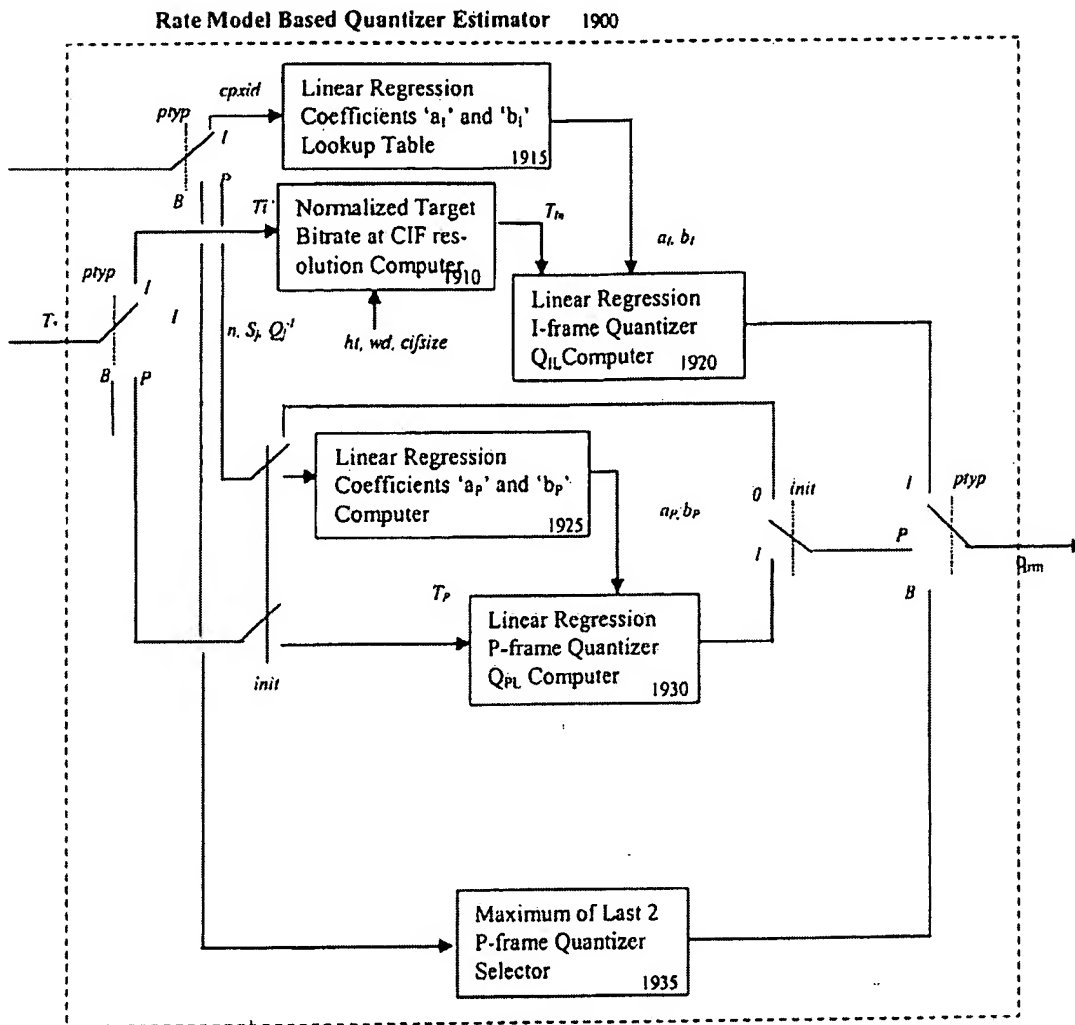 Rate Model Based Quantizer Estimator 1900
cpxid
ptyp
I
P
B
Linear Regression
Coefficients 'a_I' and 'b_I'
Lookup Table
1915
Ti
Normalized Target
Bitrate at CIF res-
olution Computer
1910
T_In
a_I, b_I
ptyp
I
I
T
B
P
n, S_j, Q_j^-1
ht, wd, cifsize
Linear Regression
I-frame Quantizer
Q_IL Computer
1920
Linear Regression
Coefficients 'a_P' and 'b_P'
Computer
1925
a_P, b_P
0
init
I
I
ptyp
P
B
q_rm
T_P
Linear Regression
P-frame Quantizer
Q_PL Computer
1930
init
Maximum of Last 2
P-frame Quantizer
Selector
1935